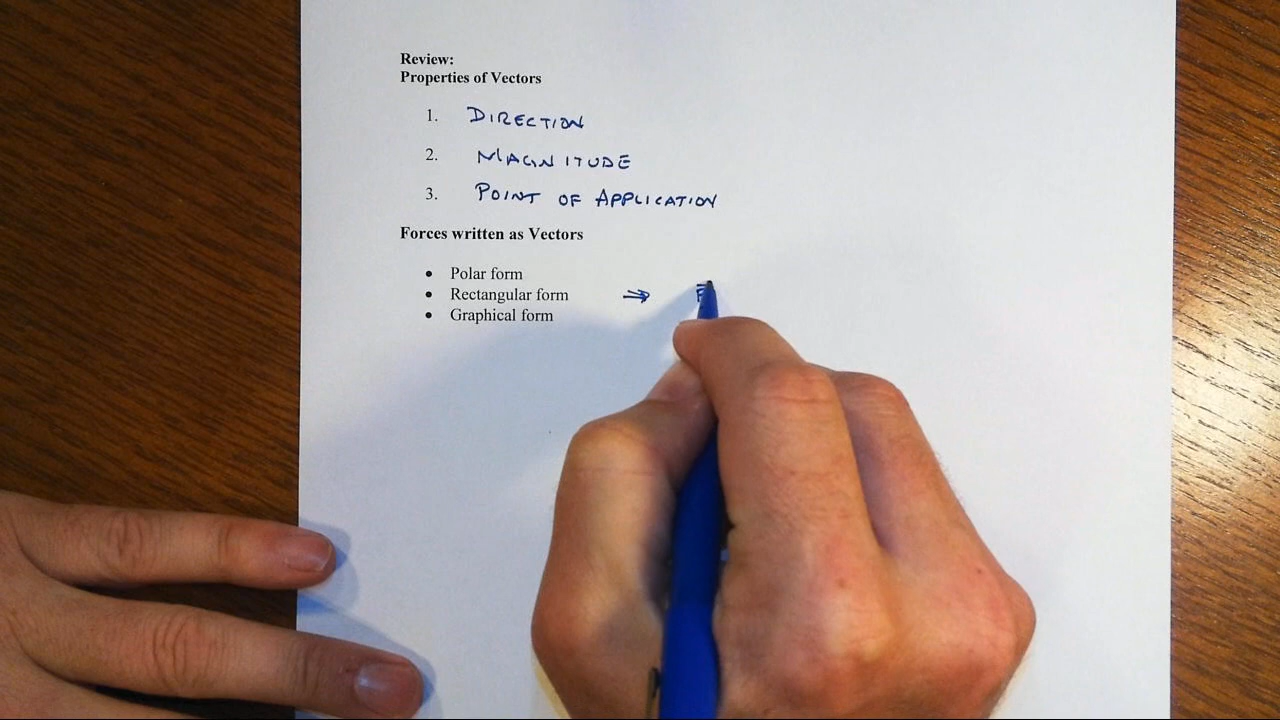 Review:
Properties of Vectors
1. DIRECTION
2. MAGNITUDE
3. POINT OF APPLICATION
Forces written as Vectors
• Polar form
• Rectangular form ⇒
• Graphical form